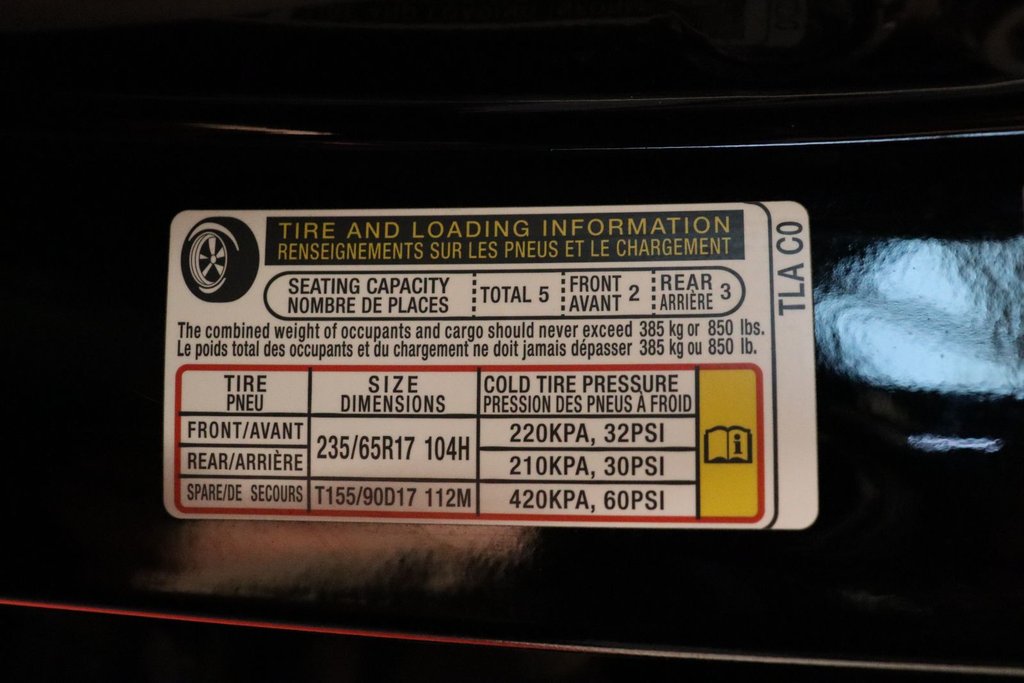 TIRE AND LOADING INFORMATION
RENSEIGNEMENTS SUR LES PNEUS ET LE CHARGEMENT
SEATING CAPACITY
NOMBRE DE PLACES
TOTAL 5
FRONT
AVANT 2
REAR
ARRIÈRE 3
The combined weight of occupants and cargo should never exceed 385 kg or 850 lbs.
Le poids total des occupants et du chargement ne doit jamais dépasser 385 kg ou 850 lb.
TIRE
PNEU
SIZE
DIMENSIONS
COLD TIRE PRESSURE
PRESSION DES PNEUS À FROID
FRONT/AVANT
235/65R17 104H
220KPA, 32PSI
REAR/ARRIÈRE
210KPA, 30PSI
SPARE/DE SECOURS
T155/90D17 112M
420KPA, 60PSI
TLA C0